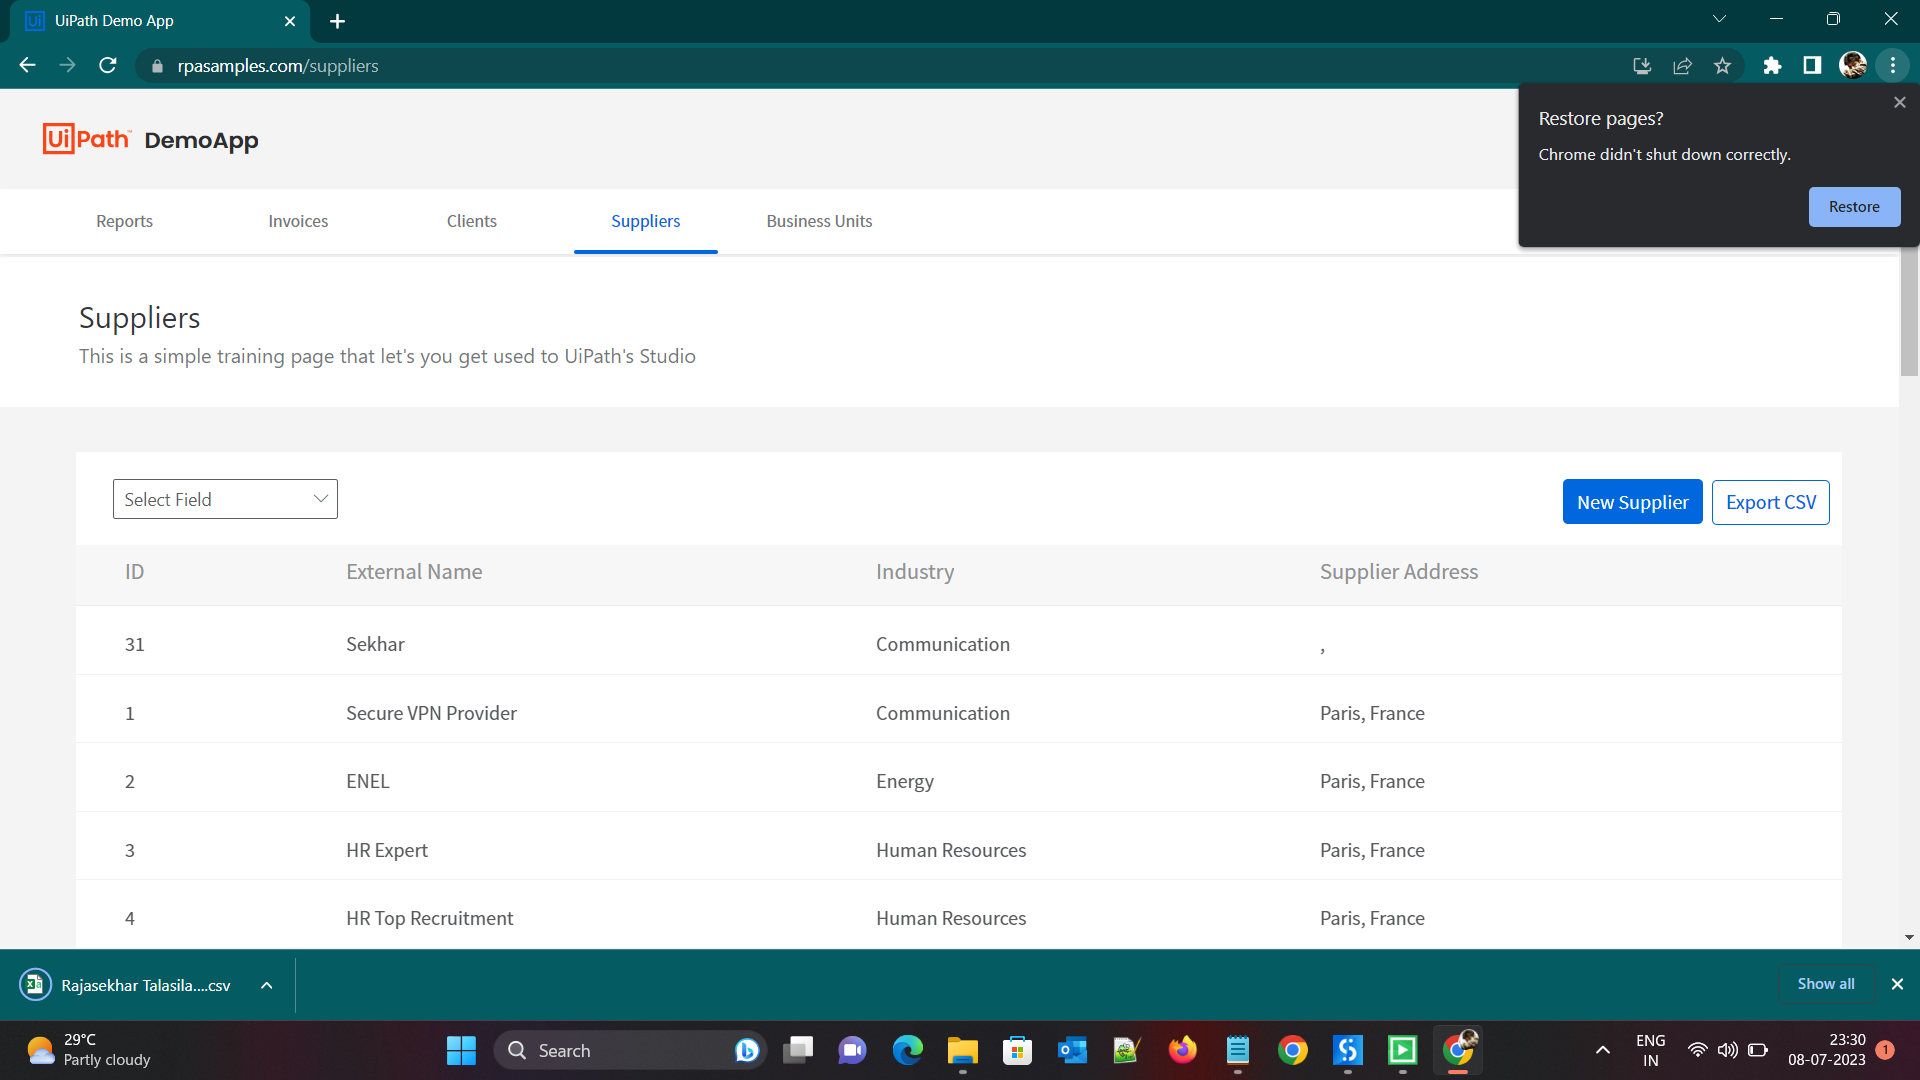 UiPath Demo App
rpasamples.com/suppliers
Restore pages?
Chrome didn't shut down correctly.
Restore
UiPath™ DemoApp
Reports Invoices Clients Suppliers Business Units
Suppliers
This is a simple training page that let's you get used to UiPath's Studio
Select Field
New Supplier Export CSV
ID External Name Industry Supplier Address
31 Sekhar Communication ,
1 Secure VPN Provider Communication Paris, France
2 ENEL Energy Paris, France
3 HR Expert Human Resources Paris, France
4 HR Top Recruitment Human Resources Paris, France
Rajasekhar Talasila....csv
Show all
29°C
Partly cloudy
Search
ENG
IN
23:30
08-07-2023
1